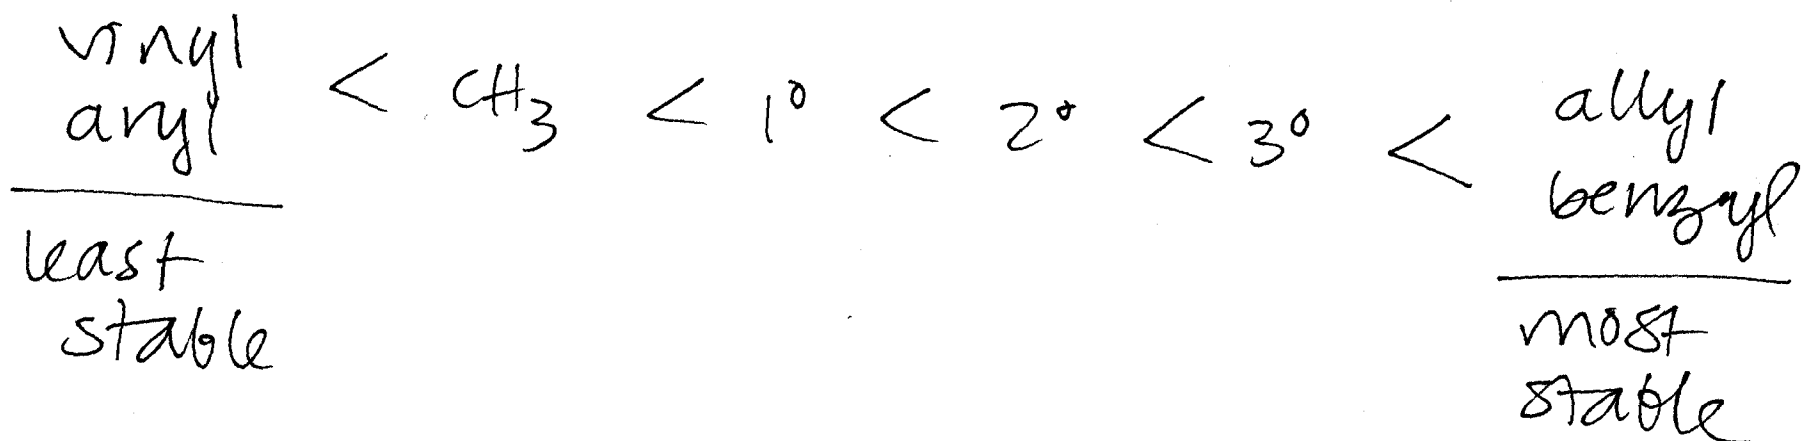 vinyl
aryl < CH3 < 1° < 2° < 3° < allyl
benzyl
least
stable
most
stable